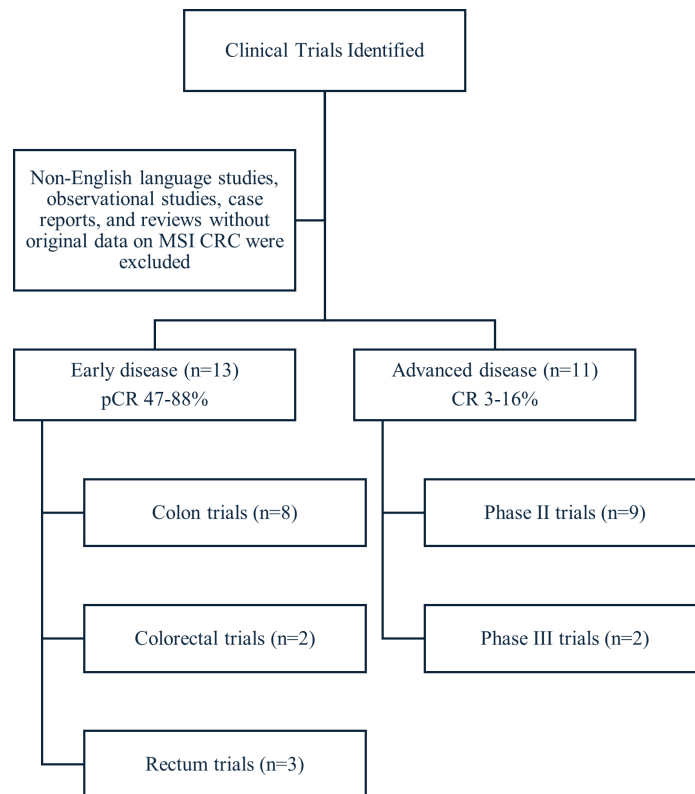 Clinical Trials Identified
Non-English language studies,
observational studies, case
reports, and reviews without
original data on MSI CRC were
excluded
Early disease (n=13)
pCR 47-88%
Advanced disease (n=11)
CR 3-16%
Colon trials (n=8)
Phase II trials (n=9)
Colorectal trials (n=2)
Phase III trials (n=2)
Rectum trials (n=3)